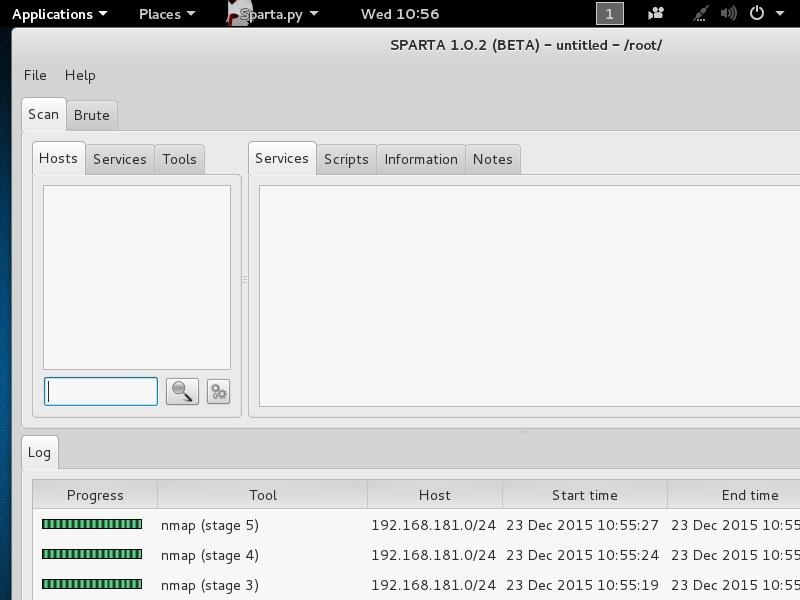 Applications Places Sparta.py Wed 10:56 1
SPARTA 1.0.2 (BETA) - untitled - /root/
File Help
Scan Brute
Hosts Services Tools Services Scripts Information Notes
Log
Progress Tool Host Start time End time
nmap (stage 5) 192.168.181.0/24 23 Dec 2015 10:55:27 23 Dec 2015 10:55
nmap (stage 4) 192.168.181.0/24 23 Dec 2015 10:55:24 23 Dec 2015 10:55
nmap (stage 3) 192.168.181.0/24 23 Dec 2015 10:55:19 23 Dec 2015 10:55